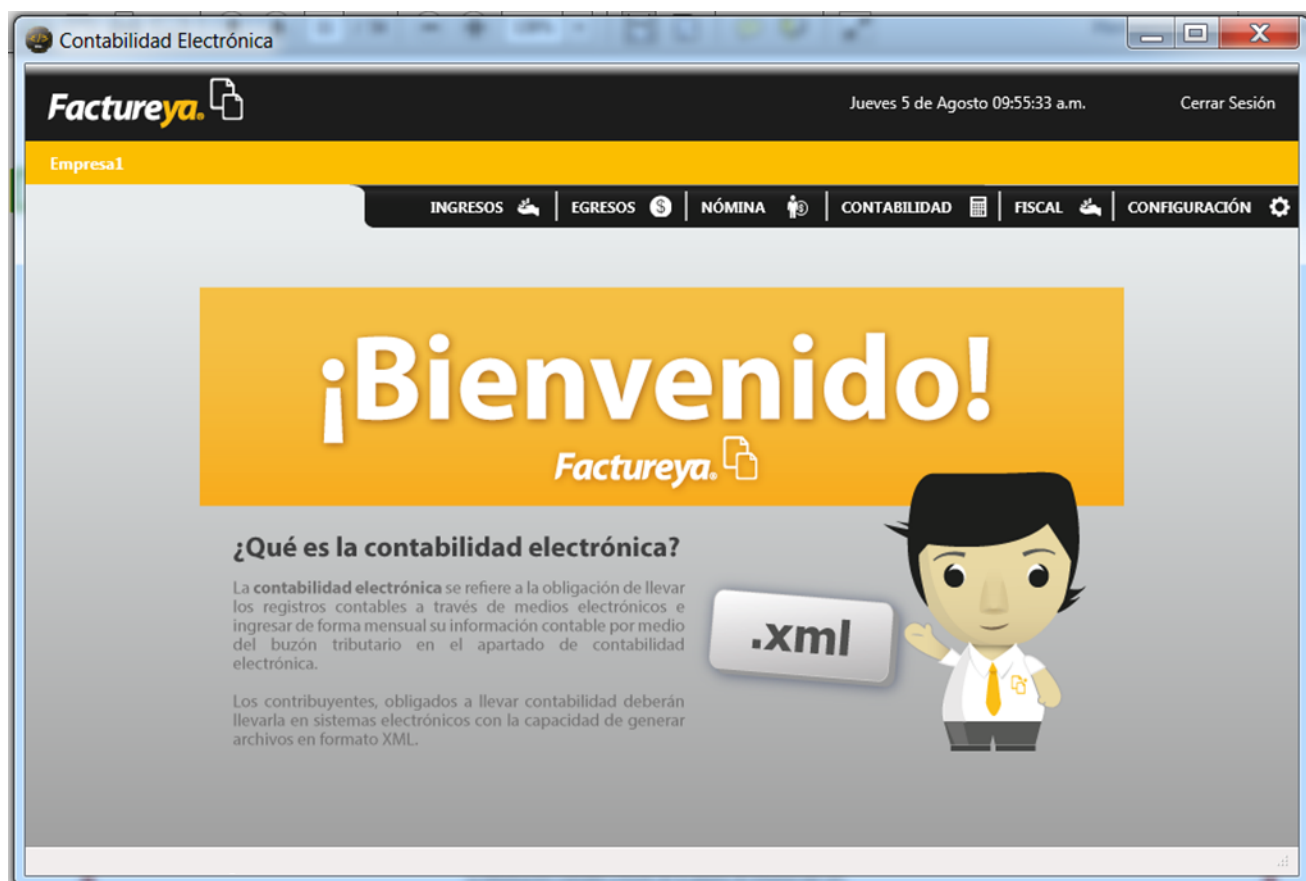 Contabilidad Electrónica
Factureya.
Jueves 5 de Agosto 09:55:33 a.m.
Cerrar Sesión
Empresa1
INGRESOS
EGRESOS
NÓMINA
CONTABILIDAD
FISCAL
CONFIGURACIÓN
¡Bienvenido!
Factureya.
¿Qué es la contabilidad electrónica?
La contabilidad electrónica se refiere a la obligación de llevar
los registros contables a través de medios electrónicos e
ingresar de forma mensual su información contable por medio
del buzón tributario en el apartado de contabilidad
electrónica.
Los contribuyentes, obligados a llevar contabilidad deberán
llevarla en sistemas electrónicos con la capacidad de generar
archivos en formato XML.
.xml